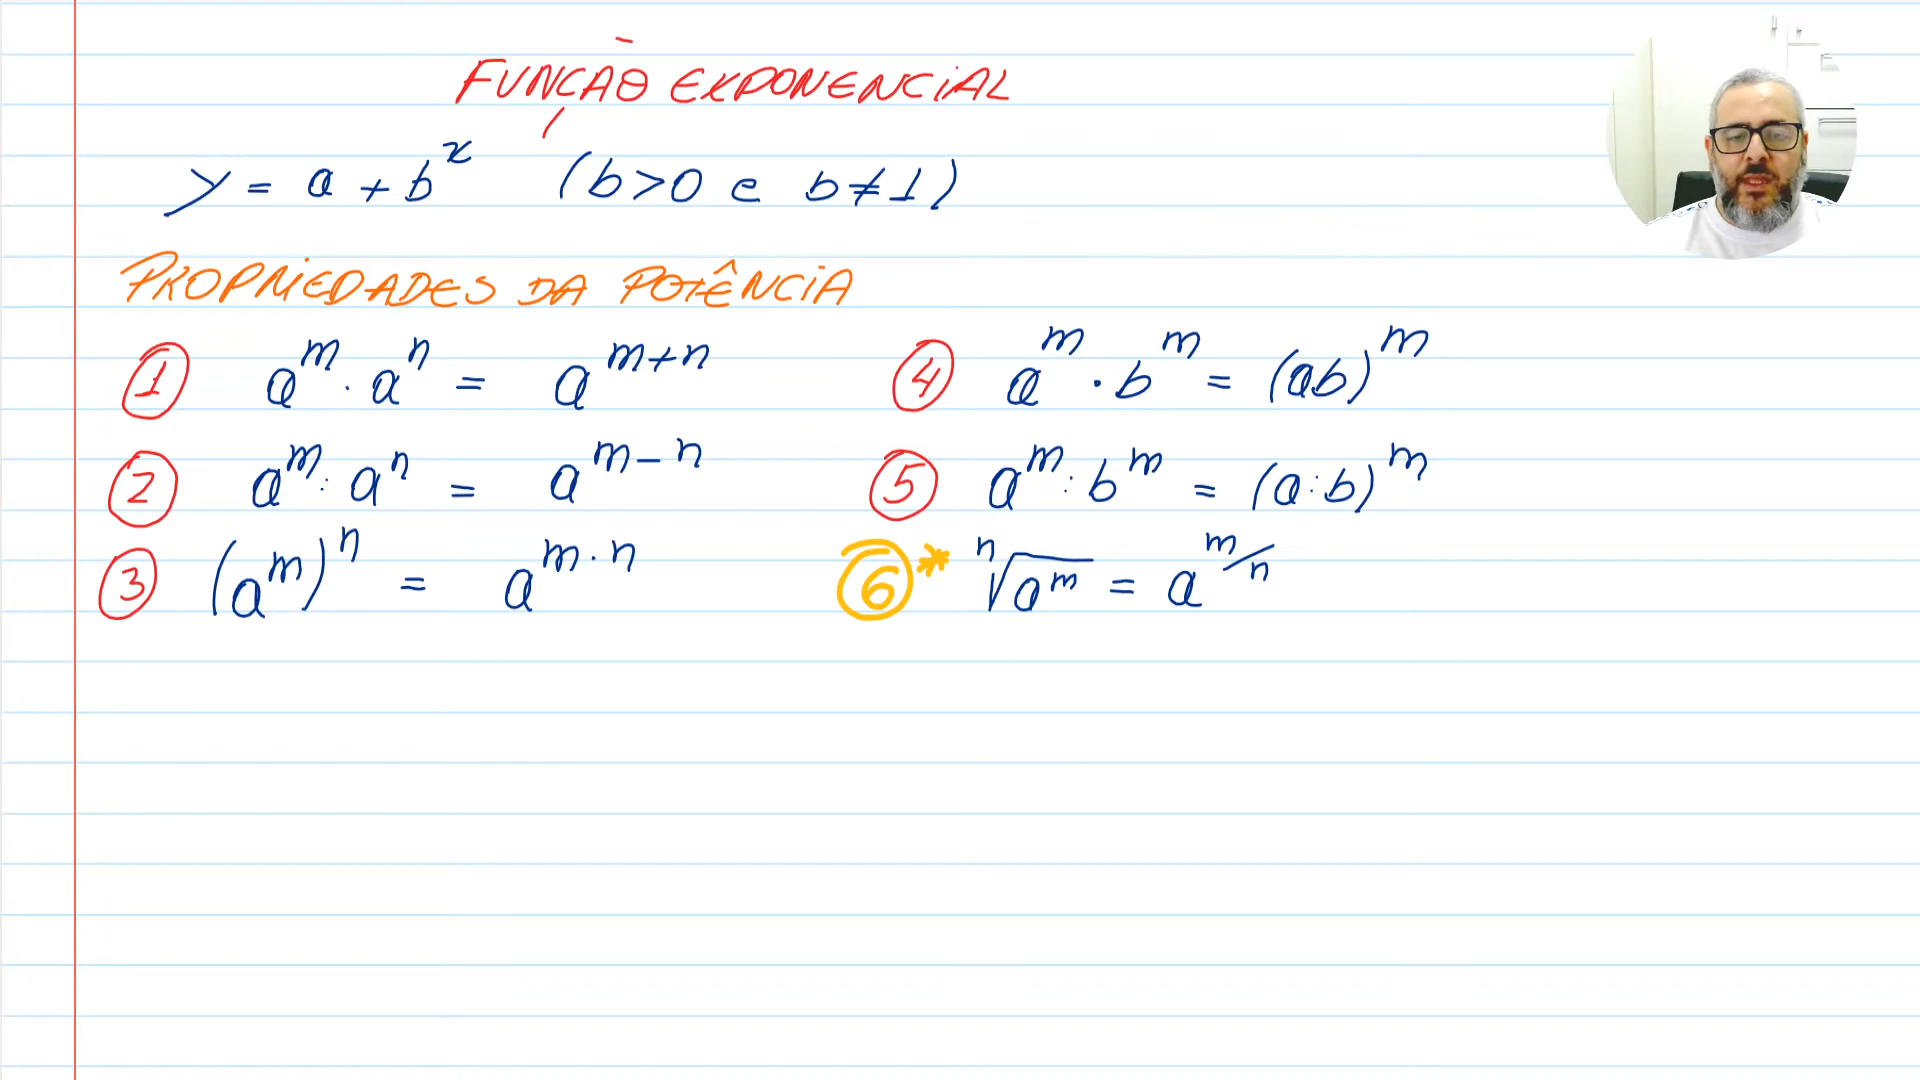 FUNÇÃO EXPONENCIAL
y = a + b^x (b>0 e b≠1)
PROPRIEDADES DA POTÊNCIA
① a^m · a^n = a^{m+n}
② a^m : a^n = a^{m-n}
③ (a^m)^n = a^{m·n}
④ a^m · b^m = (ab)^m
⑤ a^m : b^m = (a:b)^m
⑥* ⁿ√a^m = a^{m/n}